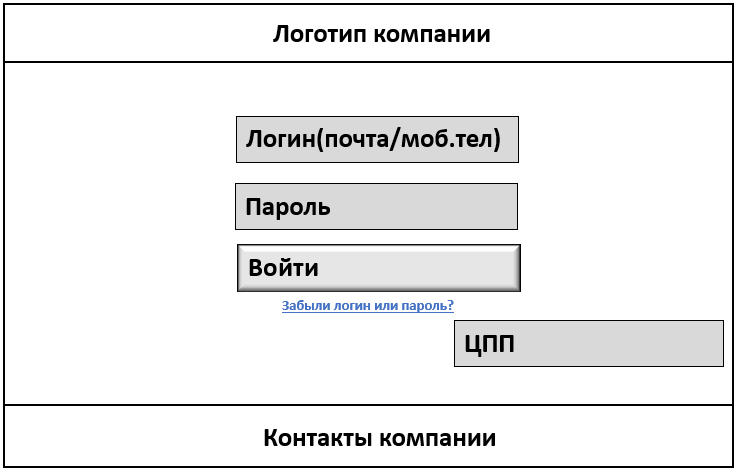 Логотип компании
Логин(почта/моб.тел)
Пароль
Войти
Забыли логин или пароль?
ЦПП
Контакты компании